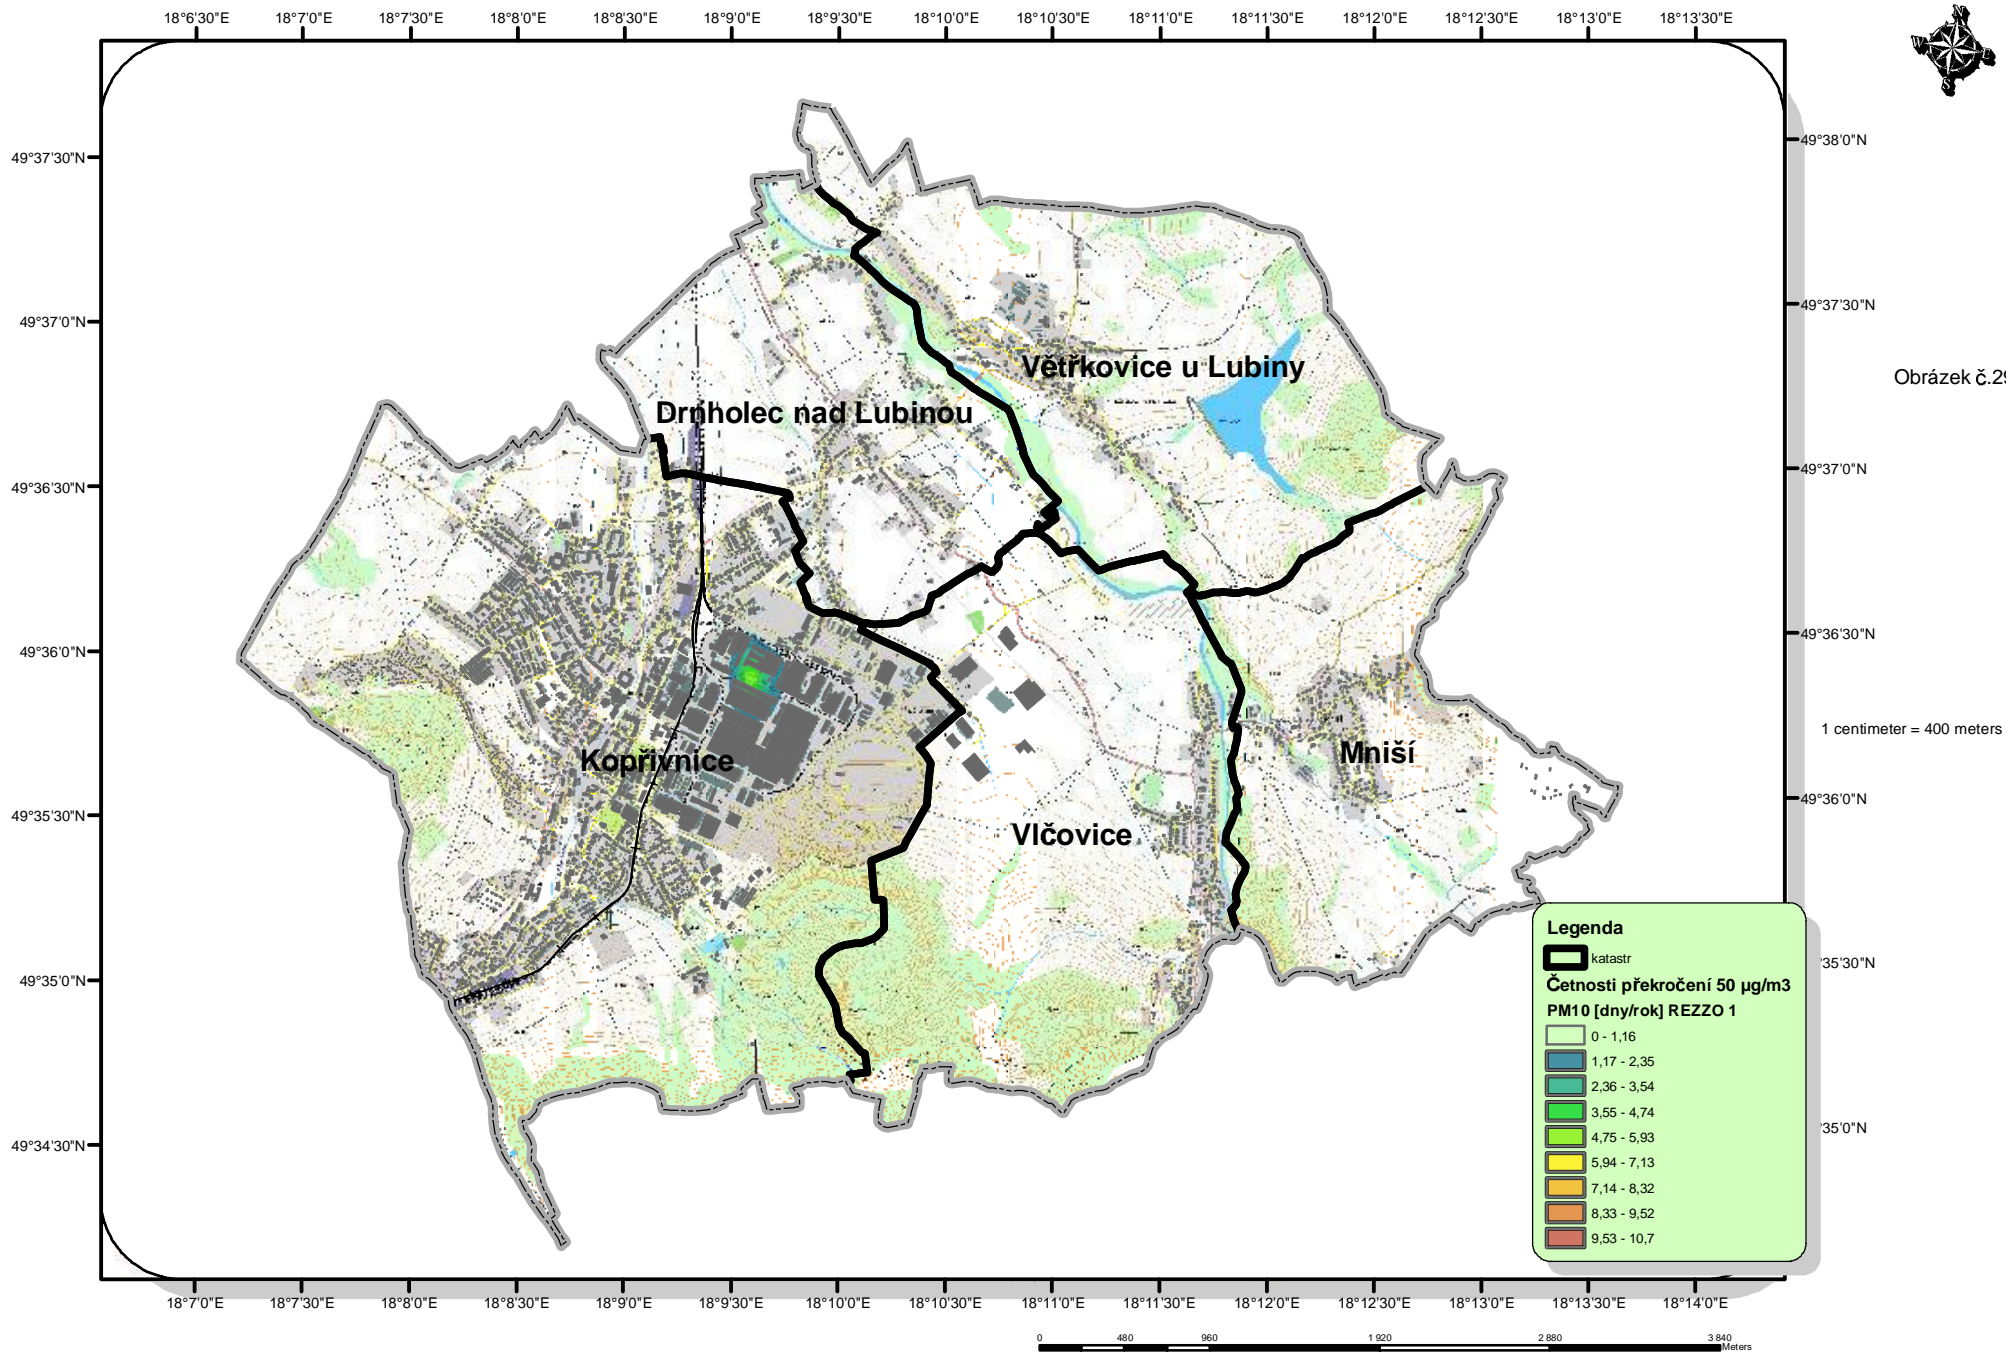 18°6'30"E 18°7'0"E 18°7'30"E 18°8'0"E 18°8'30"E 18°9'0"E 18°9'30"E 18°10'0"E 18°10'30"E 18°11'0"E 18°11'30"E 18°12'0"E 18°12'30"E 18°13'0"E 18°13'30"E
49°38'0"N
49°37'30"N
49°37'30"N
49°37'0"N
Větřkovice u Lubiny
Obrázek č.29
Drnholec nad Lubinou
49°37'0"N
49°36'30"N
49°36'30"N
49°36'0"N
1 centimeter = 400 meters
Mniší
Kopřivnice
49°36'0"N
49°35'30"N
Vlčovice
Legenda
katastr
Četnosti překročení 50 µg/m3
PM10 [dny/rok] REZZO 1
0 - 1,16
1,17 - 2,35
2,36 - 3,54
3,55 - 4,74
4,75 - 5,93
5,94 - 7,13
7,14 - 8,32
8,33 - 9,52
9,53 - 10,7
35'30"N
49°35'0"N
35'0"N
49°34'30"N
18°7'0"E 18°7'30"E 18°8'0"E 18°8'30"E 18°9'0"E 18°9'30"E 18°10'0"E 18°10'30"E 18°11'0"E 18°11'30"E 18°12'0"E 18°12'30"E 18°13'0"E 18°13'30"E 18°14'0"E
0 480 960 1 920 2 880 3 840
Meters